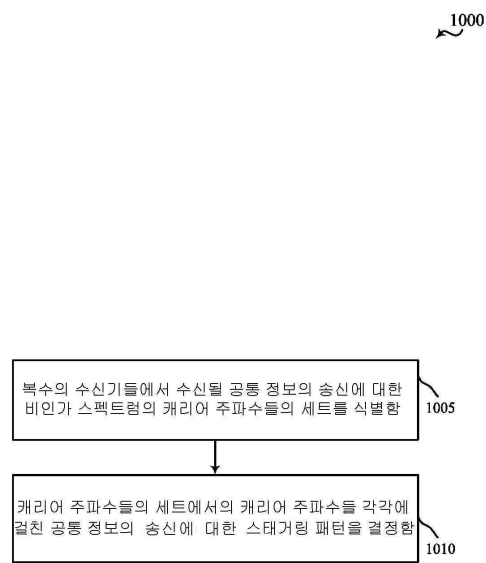 1000
복수의 수신기들에서 수신될 공통 정보의 송신에 대한
비인가 스펙트럼의 캐리어 주파수들의 세트를 식별함
1005
캐리어 주파수들의 세트에서의 캐리어 주파수들 각각에
걸친 공통 정보의 송신에 대한 스태거링 패턴을 결정함
1010